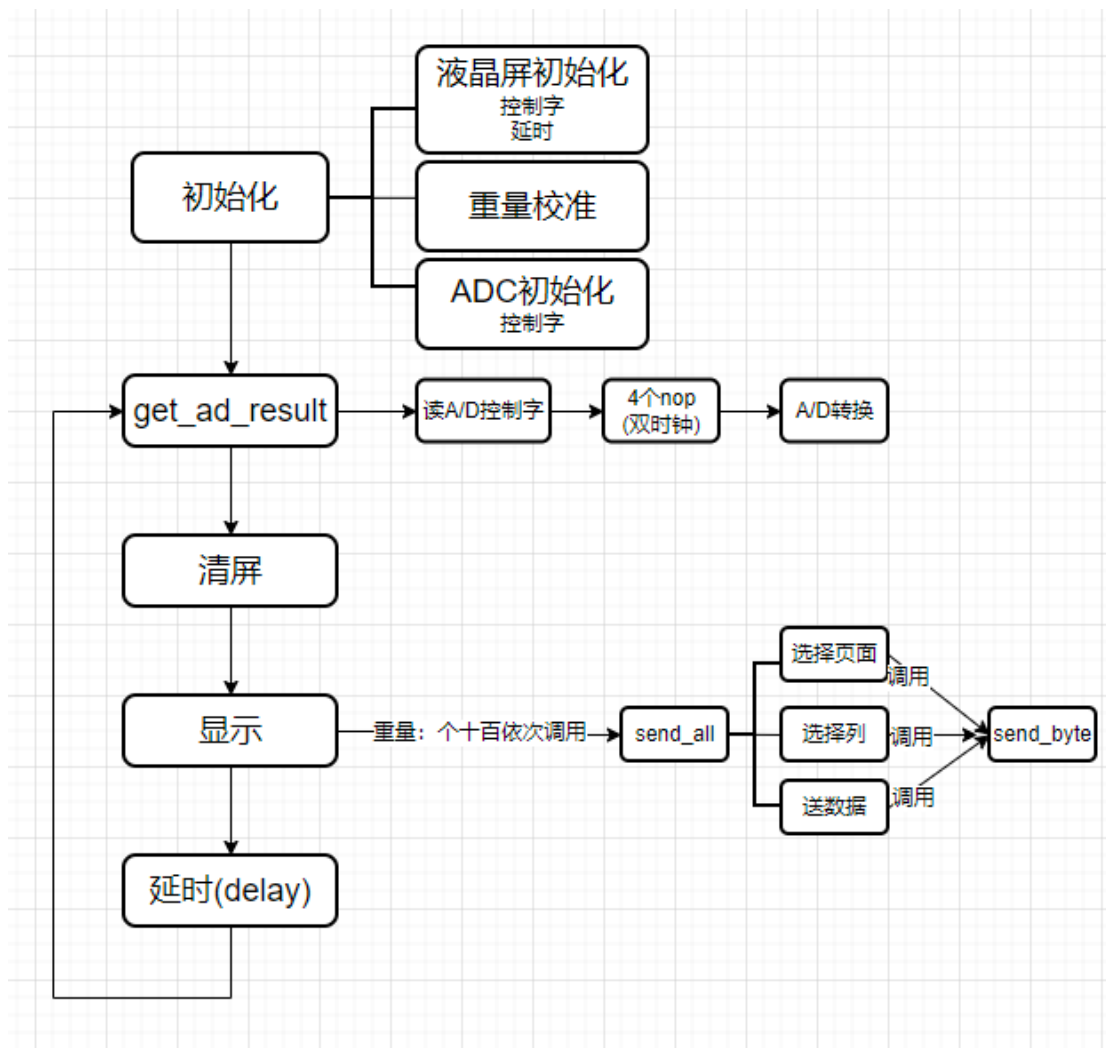 液晶屏初始化
控制字
延时
初始化
重量校准
ADC初始化
控制字
get_ad_result
读A/D控制字
4个nop
(双时钟)
A/D转换
清屏
显示
重量：个十百依次调用
send_all
选择页面
选择列
送数据
调用
调用
调用
send_byte
延时(delay)